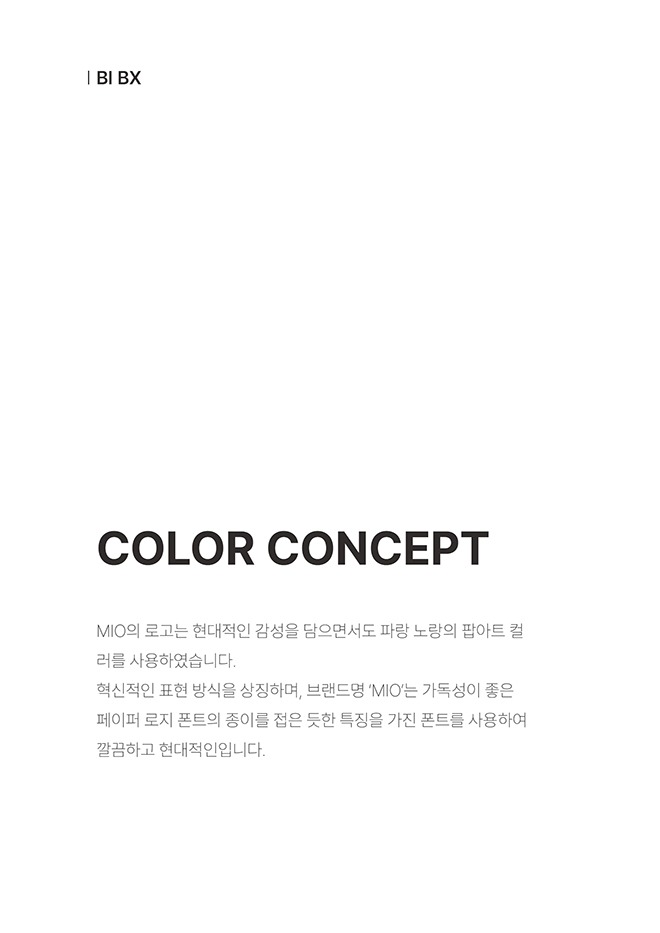 | BI BX
COLOR CONCEPT
MIO의 로고는 현대적인 감성을 담으면서도 파랑 노랑의 팝아트 컬
러를 사용하였습니다.
혁신적인 표현 방식을 상징하며, 브랜드명 ‘MIO’는 가독성이 좋은
페이퍼 로지 폰트의 종이를 접은 듯한 특징을 가진 폰트를 사용하여
깔끔하고 현대적인입니다.